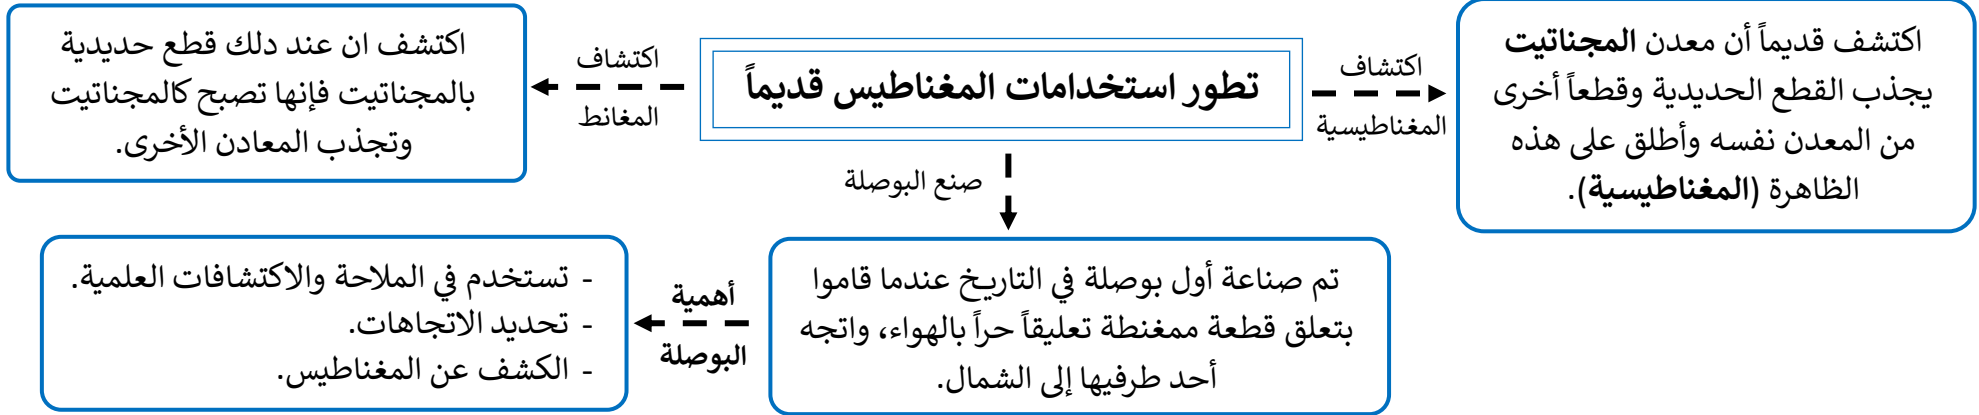 تطور استخدامات المغناطيس قديماً
اكتشاف
المغناطيسية
اكتشف قديماً أن معدن المجناتيت
يجذب القطع الحديدية وقطعاً أخرى
من المعدن نفسه وأطلق على هذه
الظاهرة (المغناطيسية).
اكتشاف
المغانط
اكتشف ان عند دلك قطع حديدية
بالمجناتيت فإنها تصبح كالمجناتيت
وتجذب المعادن الأخرى.
صنع البوصلة
تم صناعة أول بوصلة في التاريخ عندما قاموا
بتعلق قطعة ممغنطة تعليقاً حراً بالهواء، واتجه
أحد طرفيها إلى الشمال.
أهمية
البوصلة
- تستخدم في الملاحة والاكتشافات العلمية.
- تحديد الاتجاهات.
- الكشف عن المغناطيس.